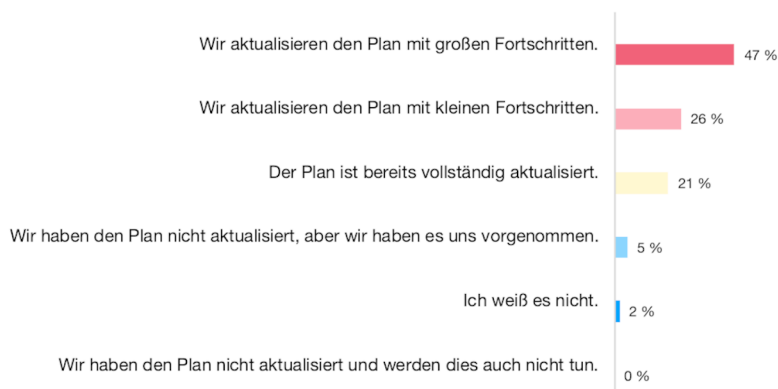 Wir aktualisieren den Plan mit großen Fortschritten.
47 %
Wir aktualisieren den Plan mit kleinen Fortschritten.
26 %
Der Plan ist bereits vollständig aktualisiert.
21 %
Wir haben den Plan nicht aktualisiert, aber wir haben es uns vorgenommen.
5 %
Ich weiß es nicht.
2 %
Wir haben den Plan nicht aktualisiert und werden dies auch nicht tun.
0 %